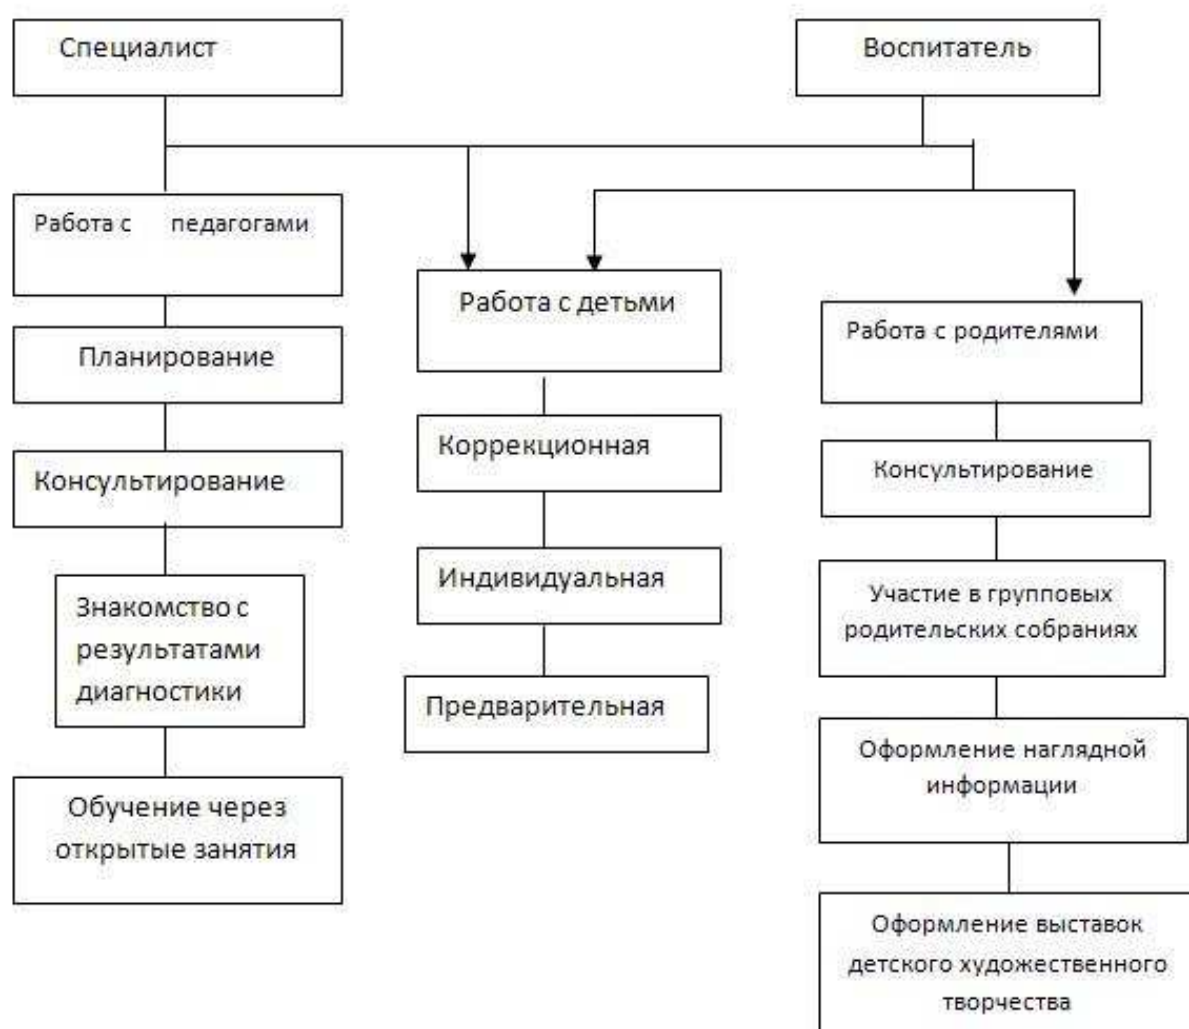 Специалист
Воспитатель
Работа с педагогами
Планирование
Консультирование
Знакомство с
результатами
диагностики
Обучение через
открытые занятия
Работа с детьми
Коррекционная
Индивидуальная
Предварительная
Работа с родителями
Консультирование
Участие в групповых
родительских собраниях
Оформление наглядной
информации
Оформление выставок
детского художественного
творчества